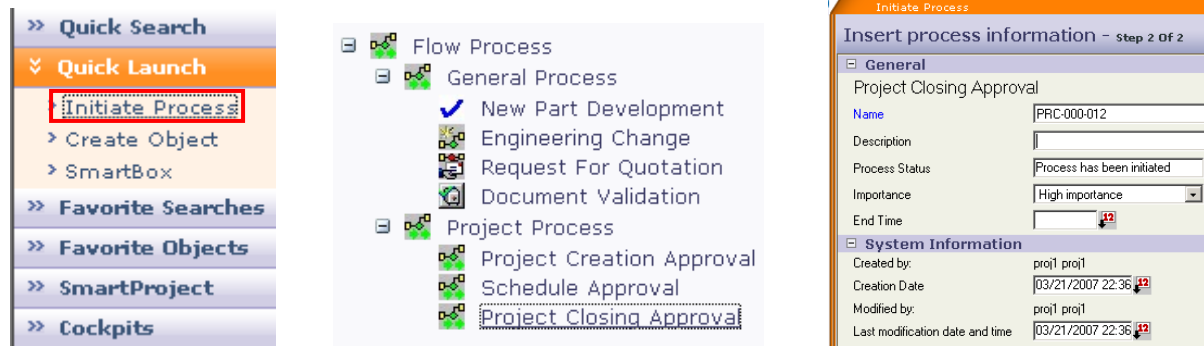 Quick Search
Quick Launch
Initiate Process
Create Object
SmartBox
Favorite Searches
Favorite Objects
SmartProject
Cockpits
Flow Process
General Process
New Part Development
Engineering Change
Request For Quotation
Document Validation
Project Process
Project Creation Approval
Schedule Approval
Project Closing Approval
Initiate Process
Insert process information - Step 2 Of 2
General
Project Closing Approval
Name PRC-000-012
Description
Process Status Process has been initiated
Importance High importance
End Time 12
System Information
Created by: proj1 proj1
Creation Date 03/21/2007 22:36 12
Modified by: proj1 proj1
Last modification date and time 03/21/2007 22:36 12